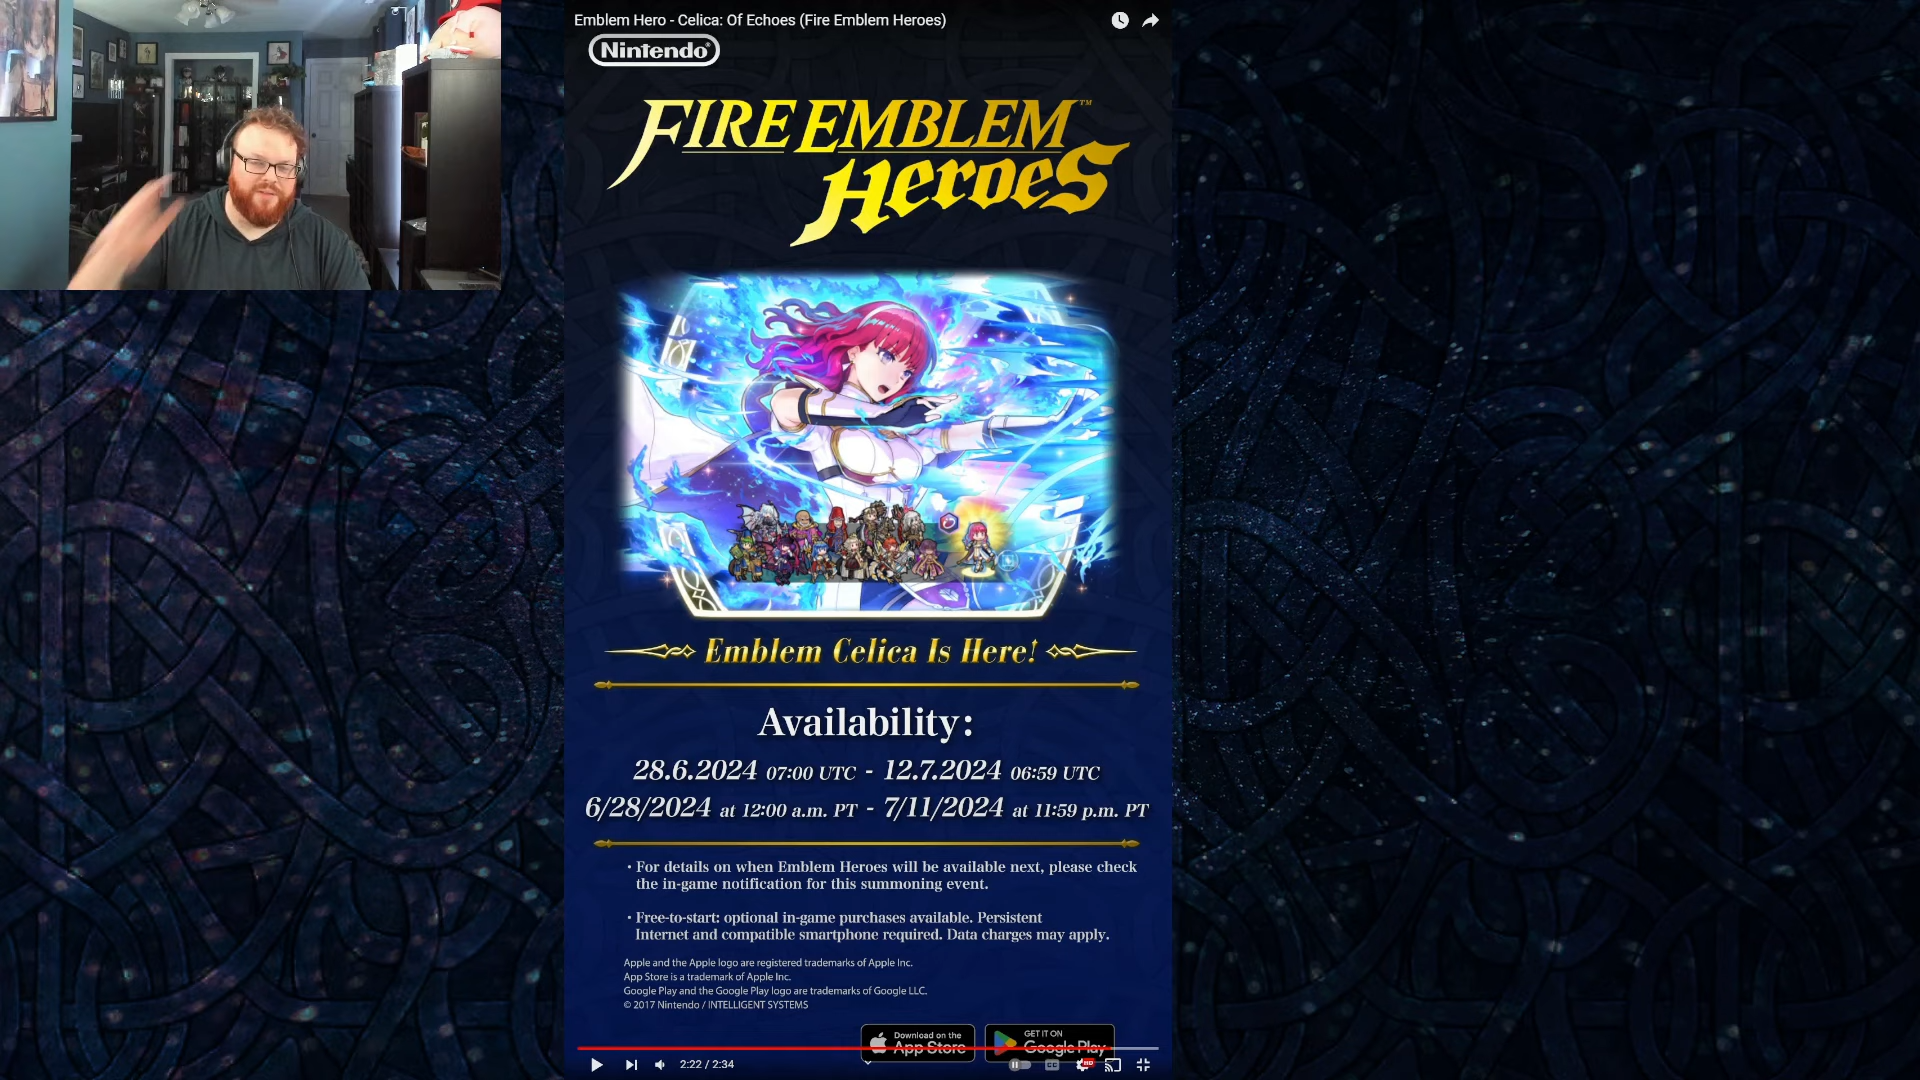 Emblem Hero - Celica: Of Echoes (Fire Emblem Heroes)
Nintendo®
FIRE EMBLEM™
HEROES
Emblem Celica Is Here!
Availability:
28.6.2024 07:00 UTC - 12.7.2024 06:59 UTC
6/28/2024 at 12:00 a.m. PT - 7/11/2024 at 11:59 p.m. PT
• For details on when Emblem Heroes will be available next, please check
the in-game notification for this summoning event.
• Free-to-start: optional in-game purchases available. Persistent
Internet and compatible smartphone required. Data charges may apply.
Apple and the Apple logo are registered trademarks of Apple Inc.
App Store is a trademark of Apple Inc.
Google Play and the Google Play logo are trademarks of Google LLC.
© 2017 Nintendo / INTELLIGENT SYSTEMS
Download on the
App Store
GET IT ON
Google Play
2:22 / 2:34
CC
HD